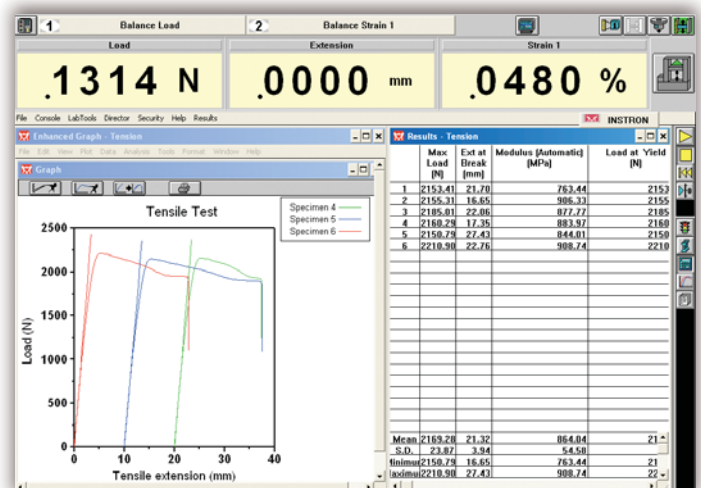 1 Balance Load 2 Balance Strain 1
Load Extension Strain 1
.1314 N .0000 mm .0480 %
File Console LabTools Director Security Help Results INSTRON
Enhanced Graph - Tension
File Edit View Plot Data Analysis Tools Format Window Help
Graph
Tensile Test
Specimen 4
Specimen 5
Specimen 6
2500
2000
1500
1000
500
0
Load (N)
0 10 20 30 40
Tensile extension (mm)
Results - Tension
Max Ext at Modulus (Automatic) Load at Yield
Load Break (MPa) (N)
(N) (mm)
1 2153.41 21.70 763.44 2153
2 2155.31 16.65 906.33 2155
3 2185.01 22.06 877.77 2185
4 2160.29 17.35 883.97 2160
5 2150.79 27.43 844.01 2150
6 2210.90 22.76 908.74 2210
Mean 2169.28 21.32 864.04 21
S.D. 23.87 3.94 54.58
inimu 2150.79 16.65 763.44 21
aximu 2210.90 27.43 908.74 22